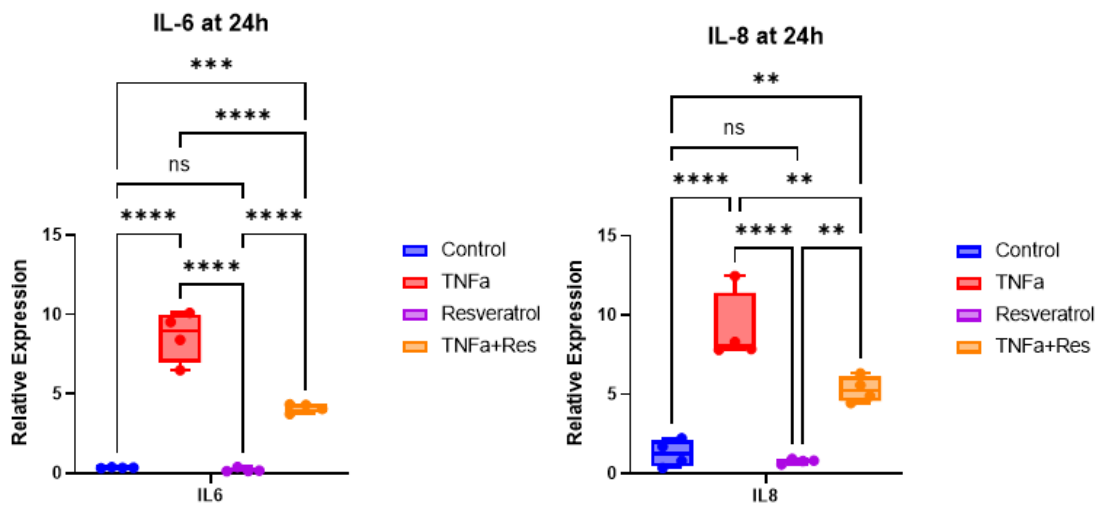 IL-6 at 24h
***
****
ns
**** ****
****
15
10
5
0
Relative Expression
IL6
Control
TNFa
Resveratrol
TNFa+Res
IL-8 at 24h
**
ns
**** **
**** **
15
10
5
0
Relative Expression
IL8
Control
TNFa
Resveratrol
TNFa+Res